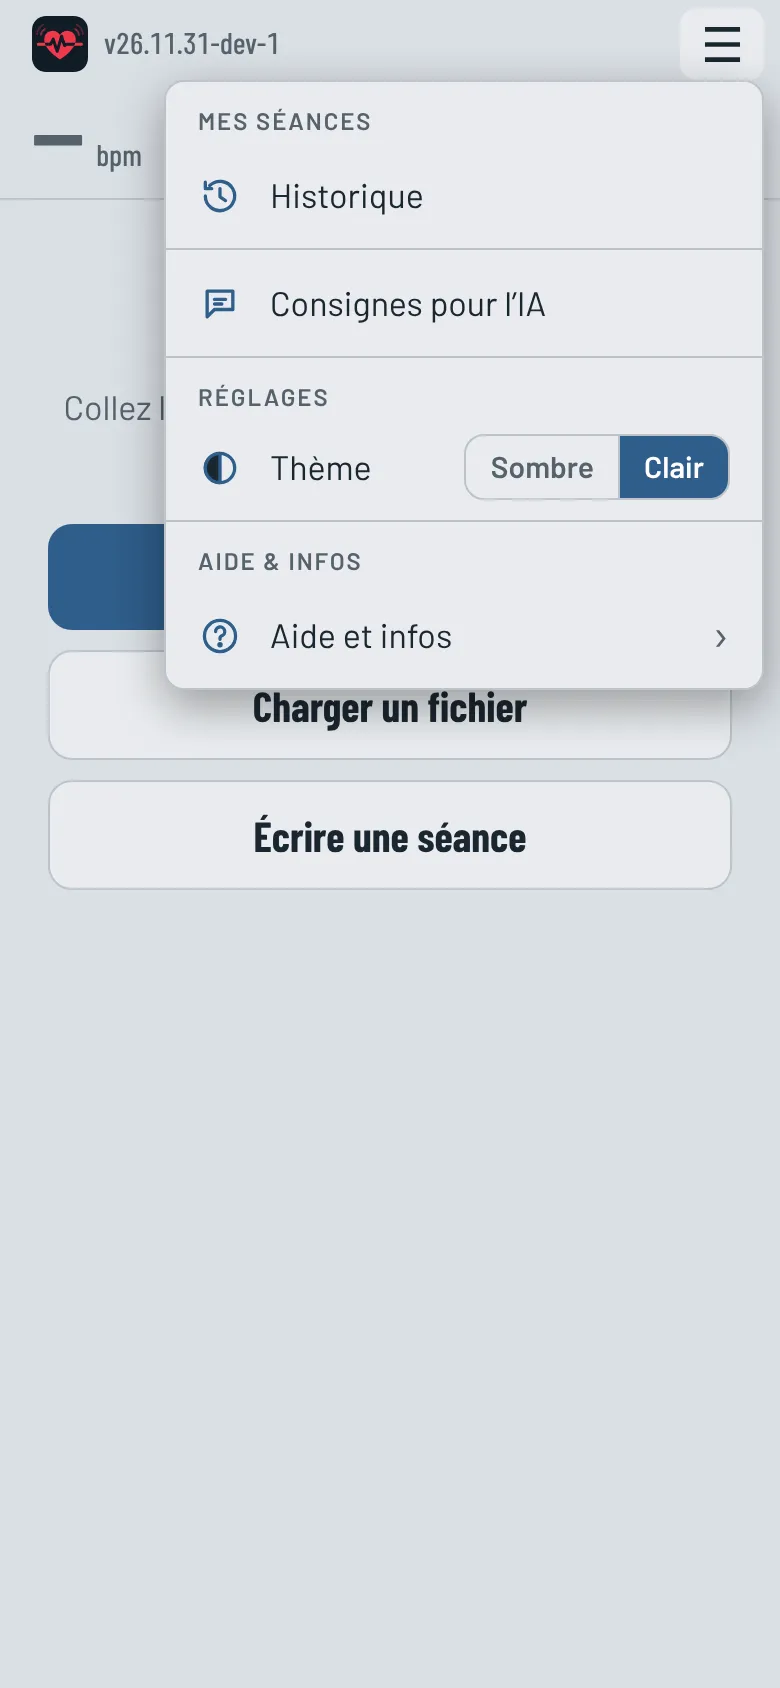 v26.11.31-dev-1
bpm
MES SÉANCES
Historique
Consignes pour l’IA
Collez
RÉGLAGES
Thème Sombre Clair
AIDE & INFOS
Aide et infos ›
Charger un fichier
Écrire une séance